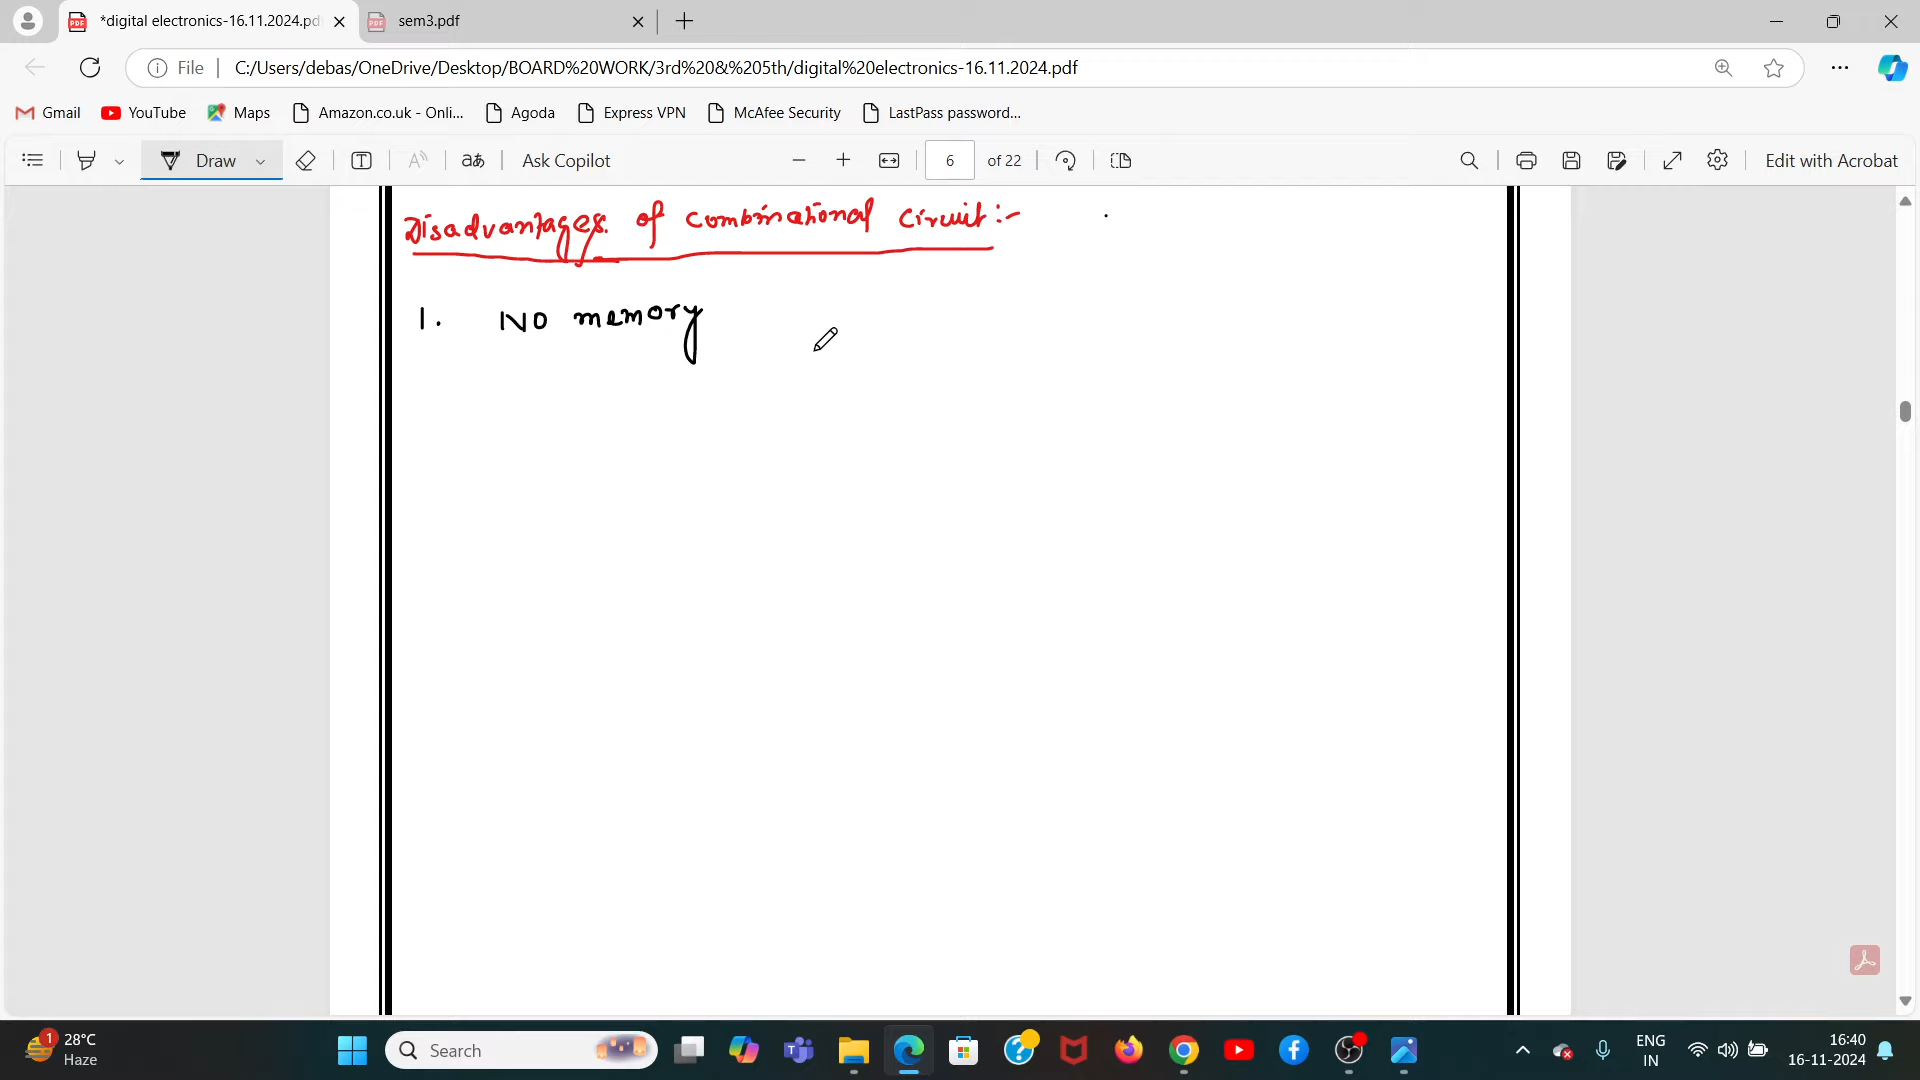 *digital electronics-16.11.2024.pd
sem3.pdf
File
C:/Users/debas/OneDrive/Desktop/BOARD%20WORK/3rd%20&%205th/digital%20electronics-16.11.2024.pdf
Gmail
YouTube
Maps
Amazon.co.uk - Onli...
Agoda
Express VPN
McAfee Security
LastPass password...
Draw
Ask Copilot
6
of 22
Edit with Acrobat
Disadvantages of combinational circuit:-
1. NO memory
1
28°C
Haze
Search
ENG
IN
16:40
16-11-2024